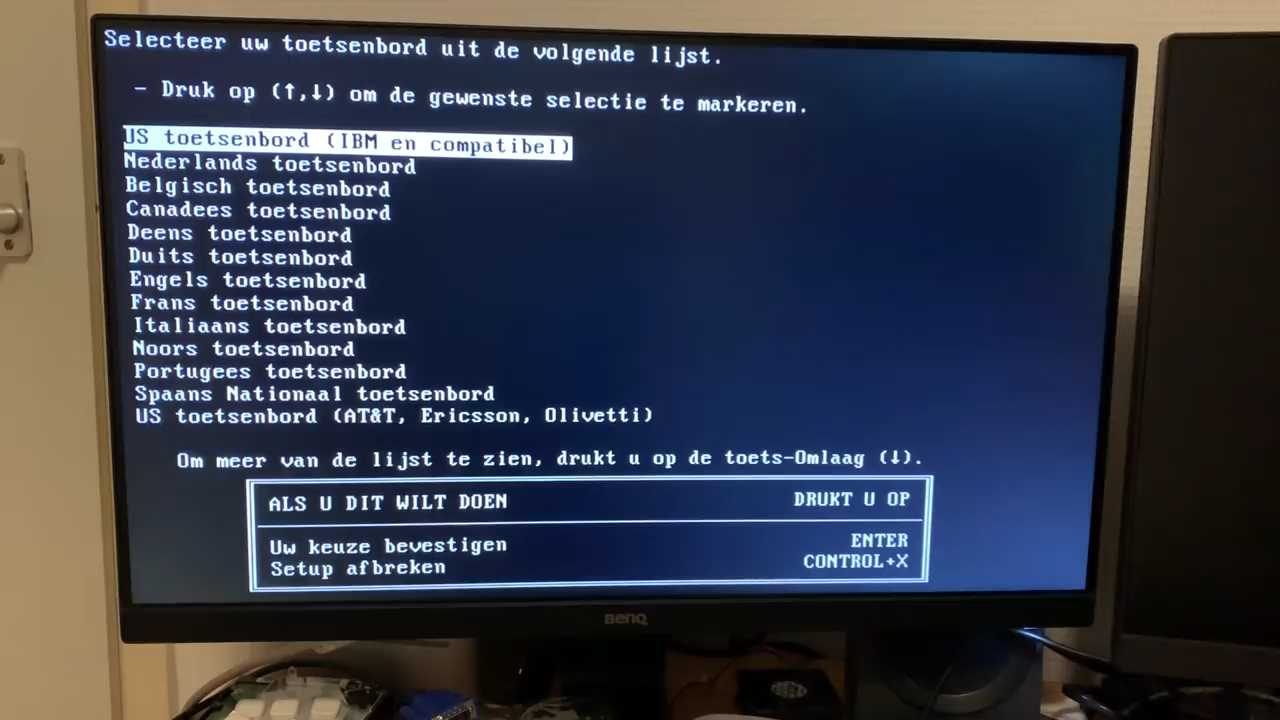 Selecteer uw toetsenbord uit de volgende lijst.
- Druk op (↑,↓) om de gewenste selectie te markeren.
US toetsenbord (IBM en compatibel)
Nederlands toetsenbord
Belgisch toetsenbord
Canadees toetsenbord
Deens toetsenbord
Duits toetsenbord
Engels toetsenbord
Frans toetsenbord
Italiaans toetsenbord
Noors toetsenbord
Portugees toetsenbord
Spaans Nationaal toetsenbord
US toetsenbord (AT&T, Ericsson, Olivetti)
Om meer van de lijst te zien, drukt u op de toets-Omlaag (↓).
ALS U DIT WILT DOEN DRUKT U OP
Uw keuze bevestigen ENTER
Setup afbreken CONTROL+X
BenQ